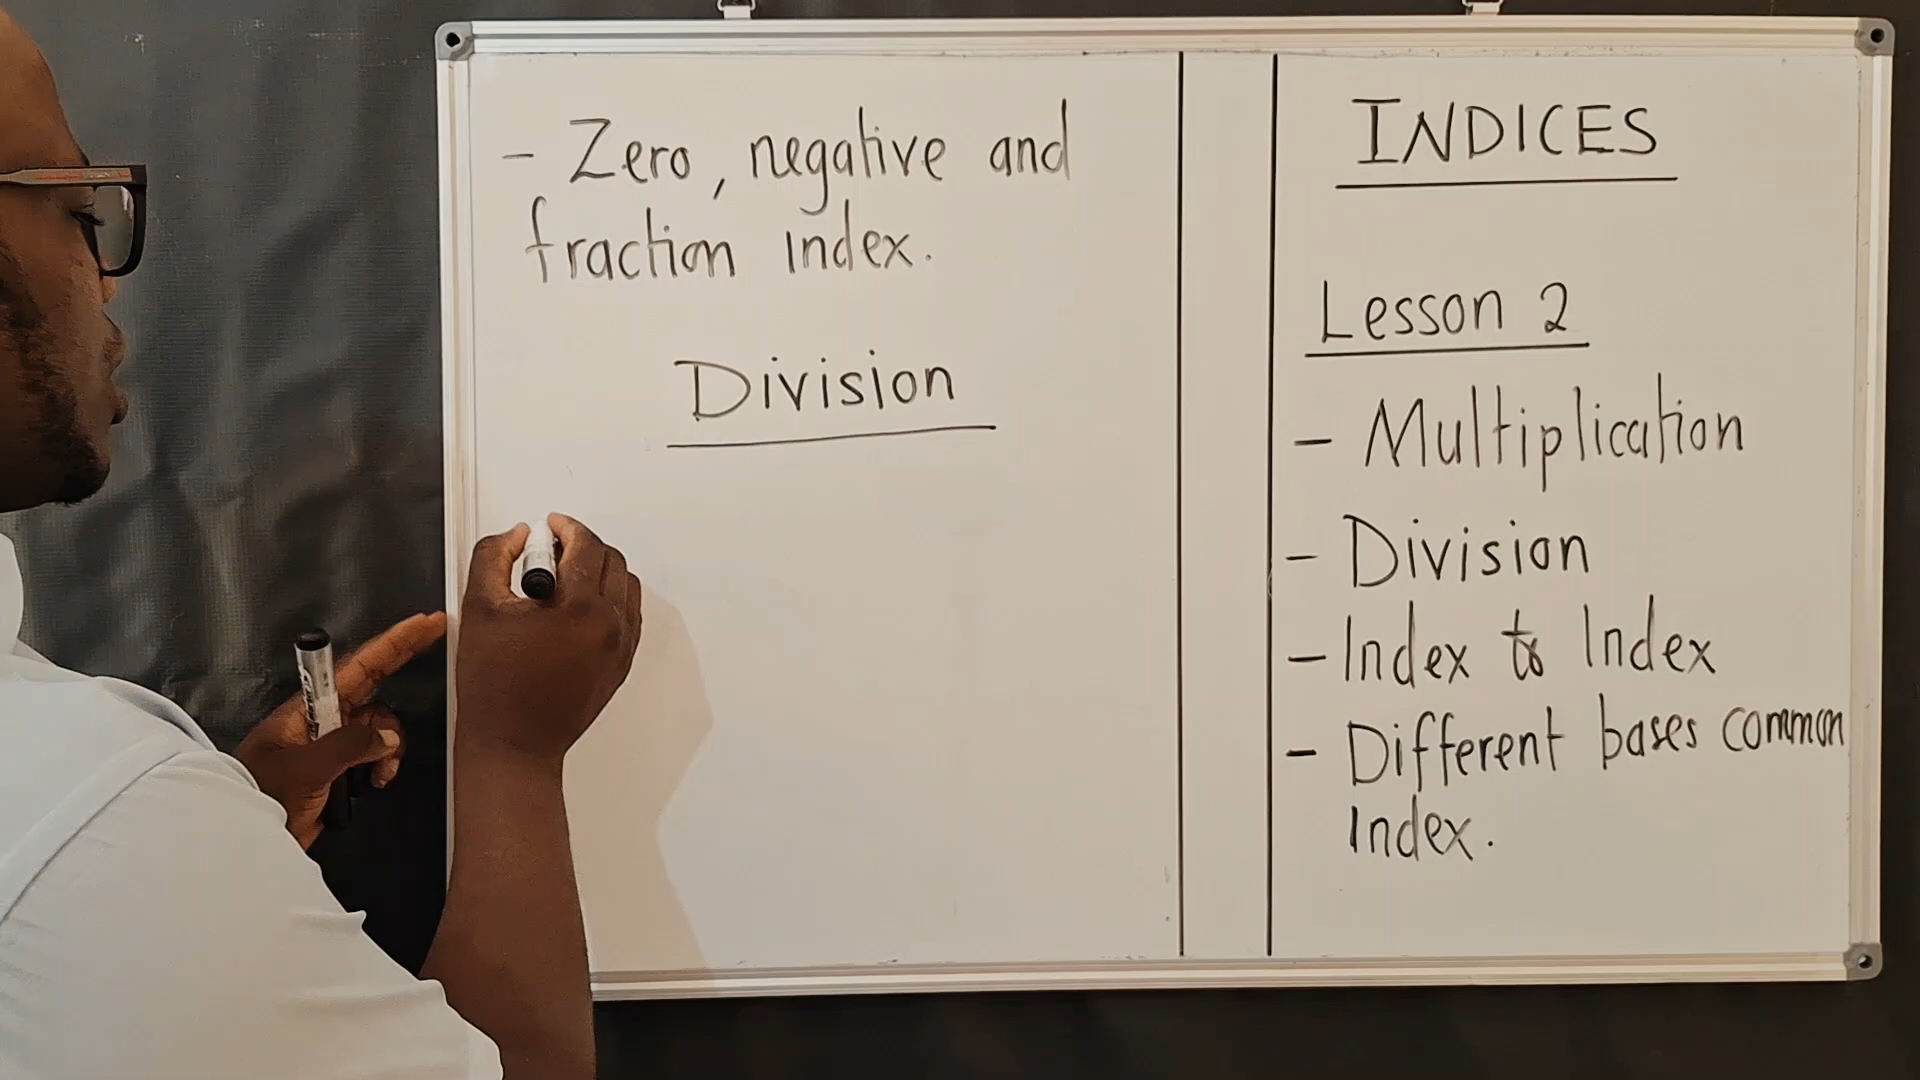 - Zero, negative and
fraction index.
Division
INDICES
Lesson 2
- Multiplication
- Division
- Index to Index
- Different bases common
Index.